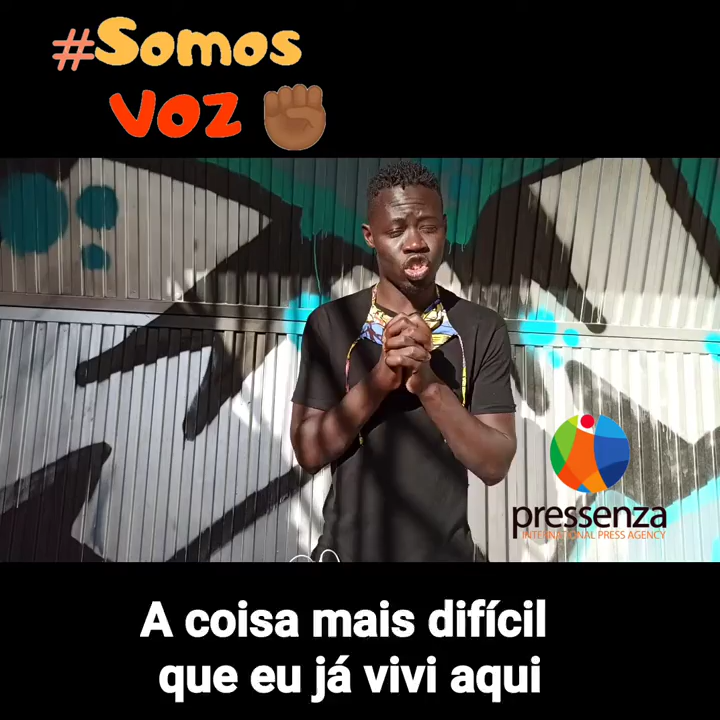 #Somos
Voz
pressenza
INTERNATIONAL PRESS AGENCY
A coisa mais difícil
que eu já vivi aqui